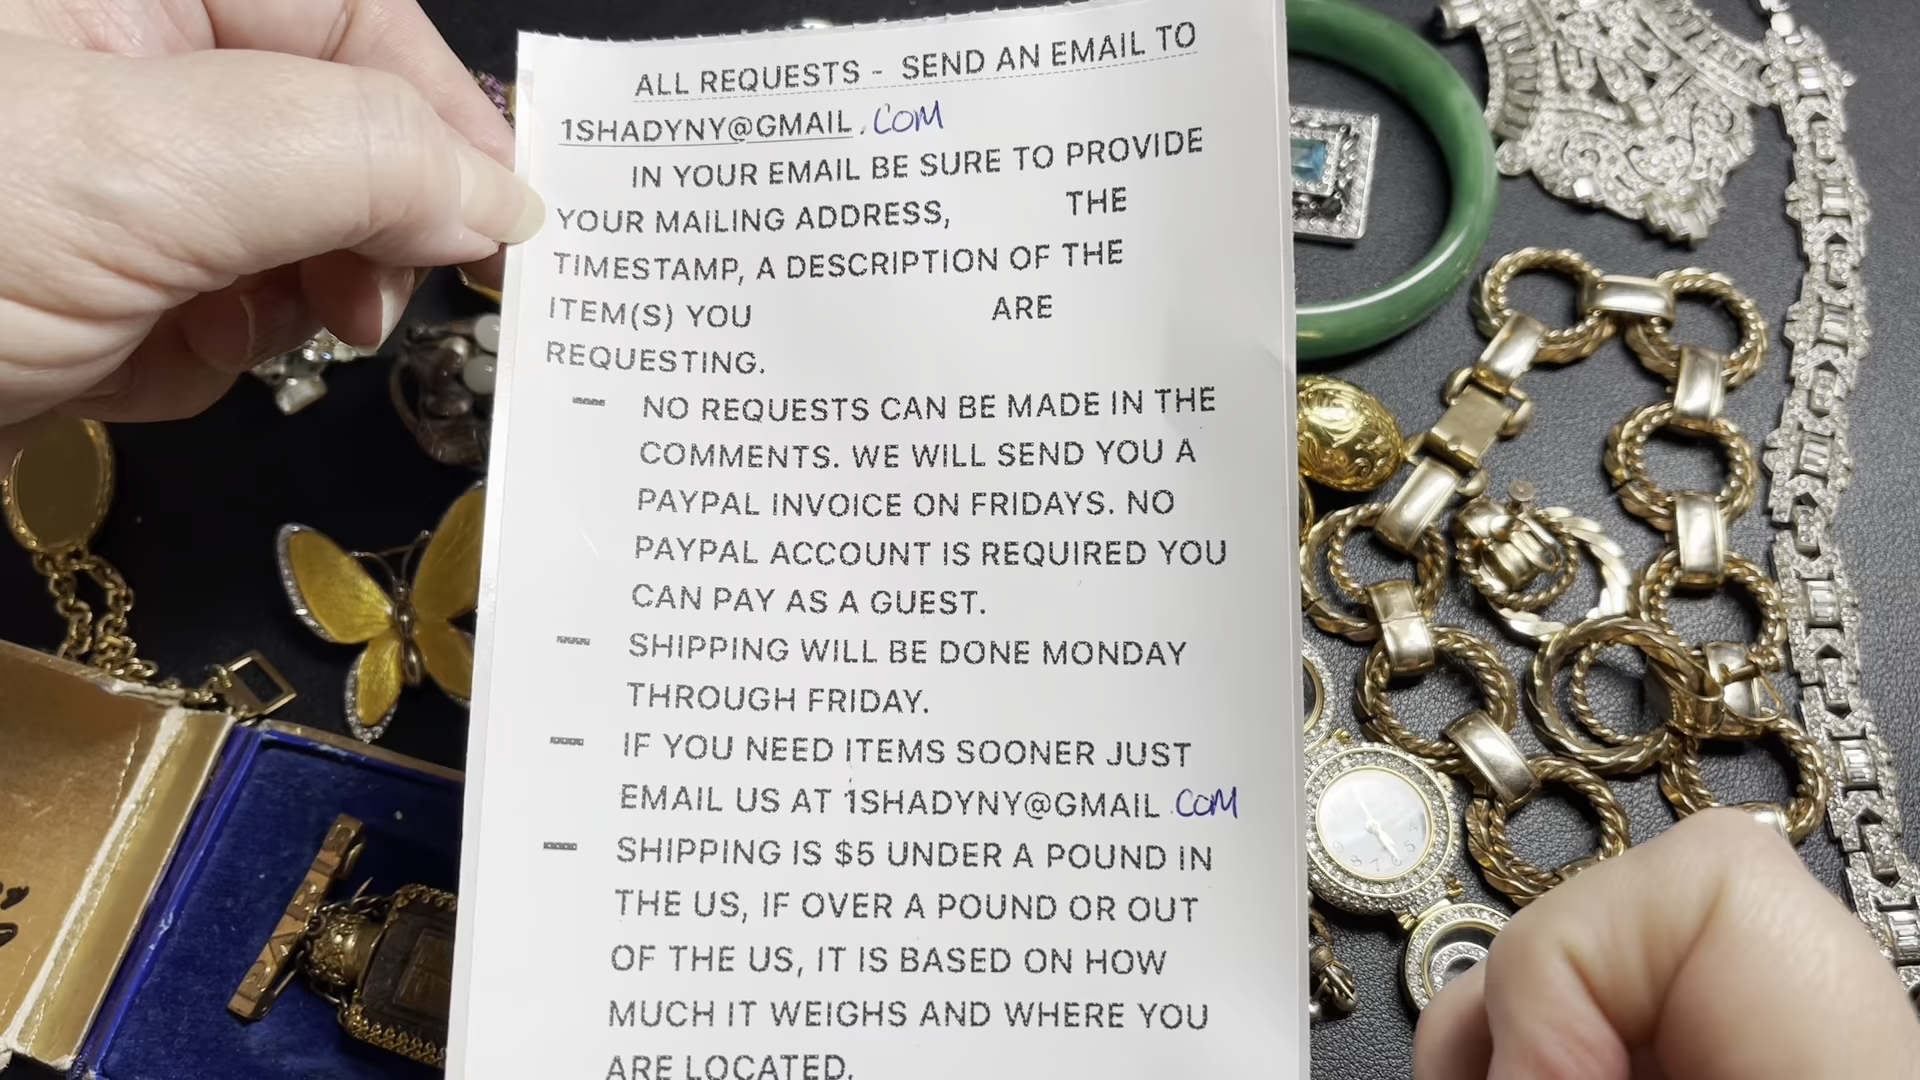 ALL REQUESTS - SEND AN EMAIL TO
1SHADYNY@GMAIL.COM
IN YOUR EMAIL BE SURE TO PROVIDE
YOUR MAILING ADDRESS, THE
TIMESTAMP, A DESCRIPTION OF THE
ITEM(S) YOU ARE
REQUESTING.
— NO REQUESTS CAN BE MADE IN THE
COMMENTS. WE WILL SEND YOU A
PAYPAL INVOICE ON FRIDAYS. NO
PAYPAL ACCOUNT IS REQUIRED YOU
CAN PAY AS A GUEST.
— SHIPPING WILL BE DONE MONDAY
THROUGH FRIDAY.
— IF YOU NEED ITEMS SOONER JUST
EMAIL US AT 1SHADYNY@GMAIL.COM
— SHIPPING IS $5 UNDER A POUND IN
THE US, IF OVER A POUND OR OUT
OF THE US, IT IS BASED ON HOW
MUCH IT WEIGHS AND WHERE YOU
ARE LOCATED.